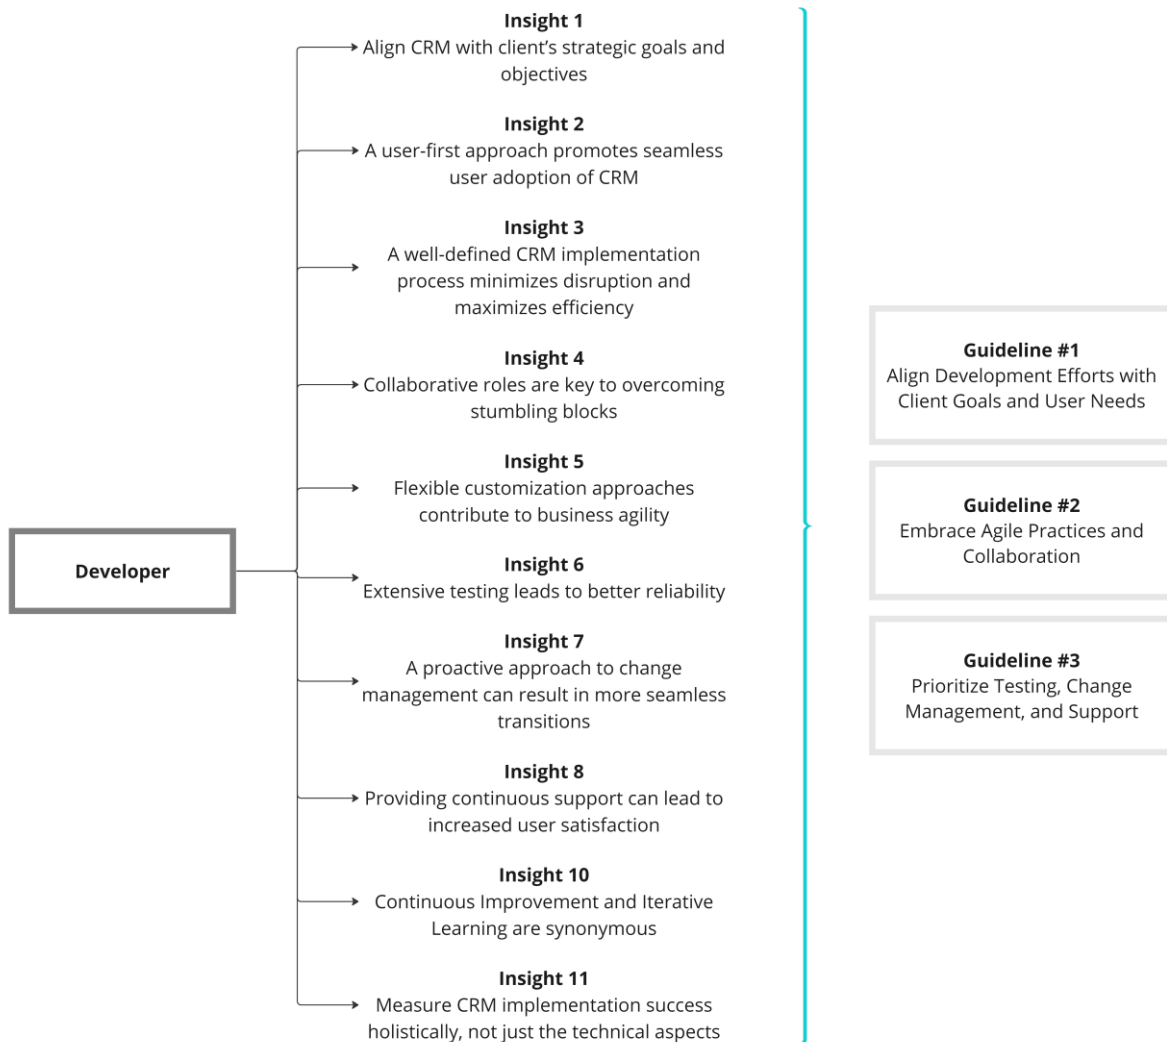 Insight 1
Align CRM with client’s strategic goals and
objectives
Insight 2
A user-first approach promotes seamless
user adoption of CRM
Insight 3
A well-defined CRM implementation
process minimizes disruption and
maximizes efficiency
Insight 4
Collaborative roles are key to overcoming
stumbling blocks
Insight 5
Flexible customization approaches
contribute to business agility
Developer
Insight 6
Extensive testing leads to better reliability
Insight 7
A proactive approach to change
management can result in more seamless
transitions
Insight 8
Providing continuous support can lead to
increased user satisfaction
Insight 10
Continuous Improvement and Iterative
Learning are synonymous
Insight 11
Measure CRM implementation success
holistically, not just the technical aspects
Guideline #1
Align Development Efforts with
Client Goals and User Needs
Guideline #2
Embrace Agile Practices and
Collaboration
Guideline #3
Prioritize Testing, Change
Management, and Support